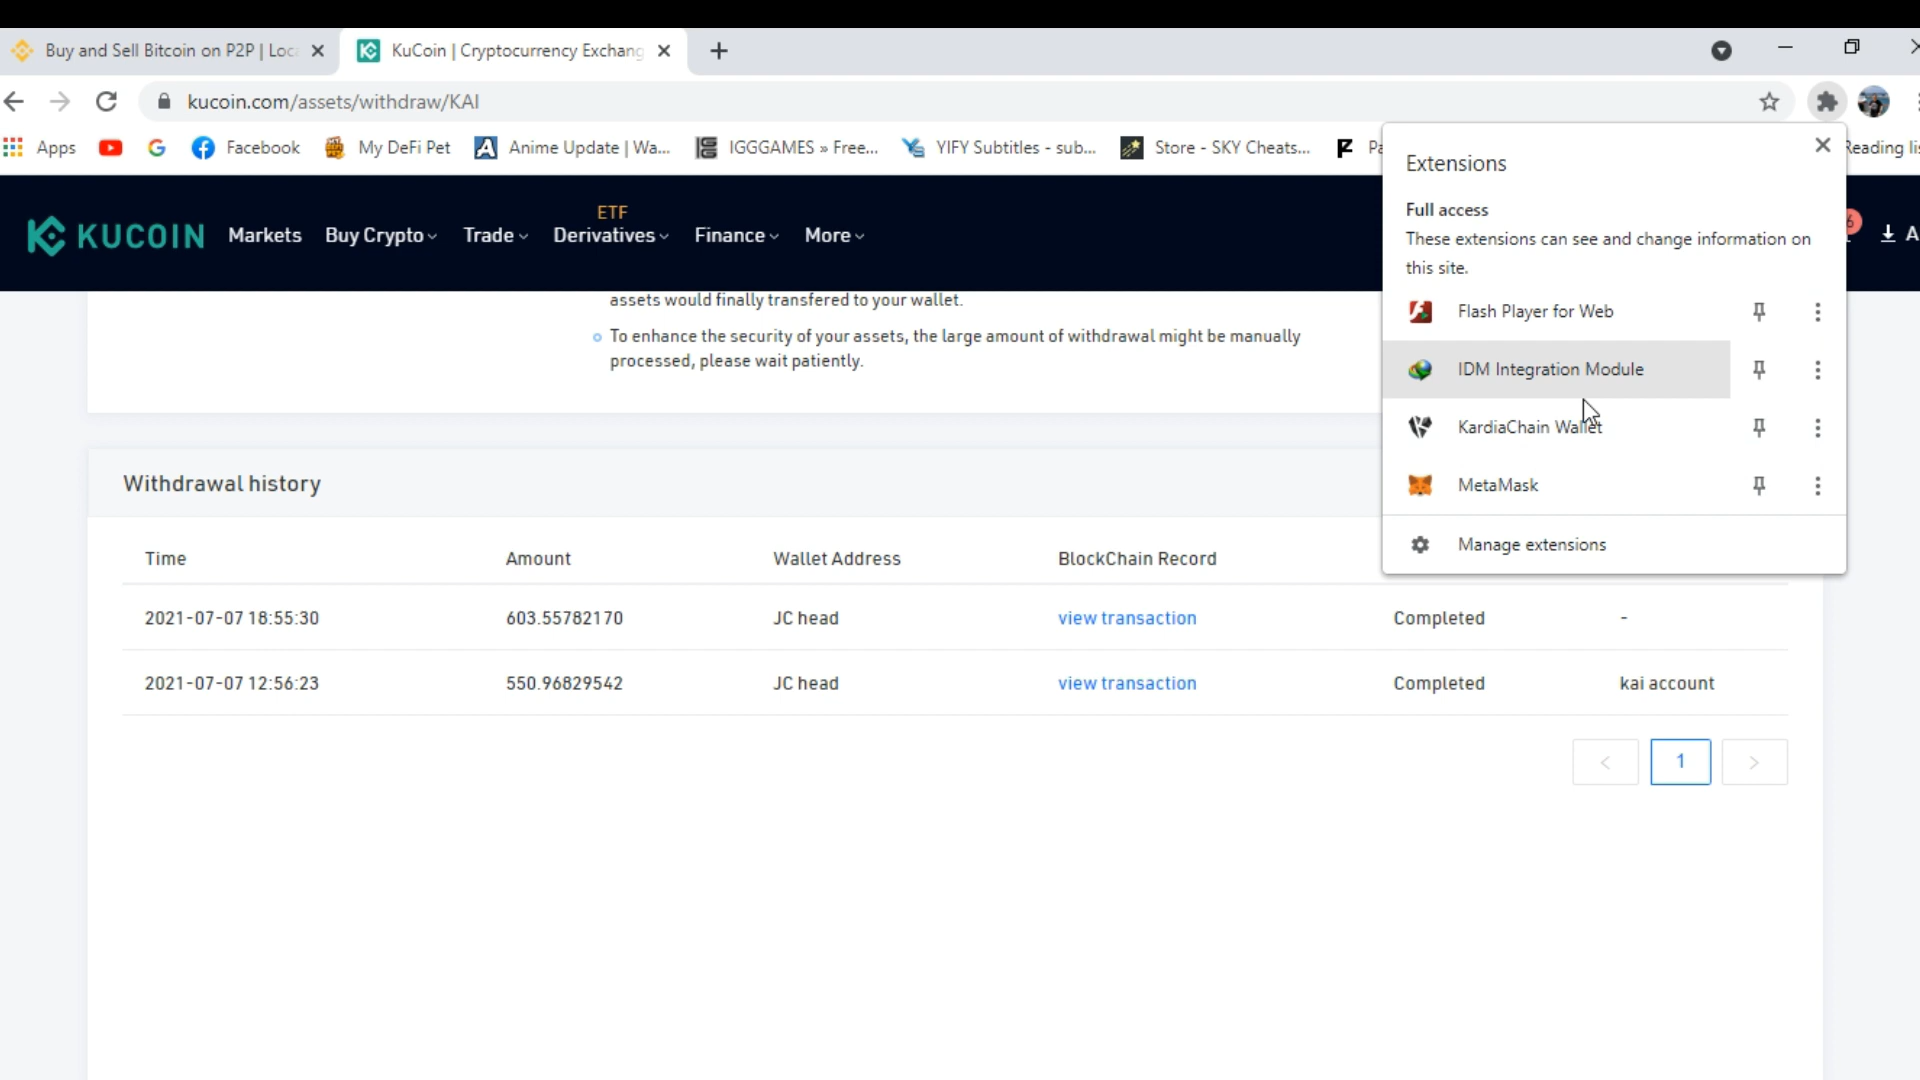 Buy and Sell Bitcoin on P2P | Loc
KuCoin | Cryptocurrency Exchang
kucoin.com/assets/withdraw/KAI
Apps
Facebook
My DeFi Pet
Anime Update | Wa...
IGGGAMES » Free...
YIFY Subtitles - sub...
Store - SKY Cheats...
Pa
Reading lis
KUCOIN
Markets
Buy Crypto
Trade
ETF
Derivatives
Finance
More
6
A
Extensions
Full access
These extensions can see and change information on
this site.
Flash Player for Web
IDM Integration Module
KardiaChain Wallet
MetaMask
Manage extensions
assets would finally transfered to your wallet.
To enhance the security of your assets, the large amount of withdrawal might be manually
processed, please wait patiently.
Withdrawal history
Time Amount Wallet Address BlockChain Record
2021-07-07 18:55:30 603.55782170 JC head view transaction Completed -
2021-07-07 12:56:23 550.96829542 JC head view transaction Completed kai account
< 1 >